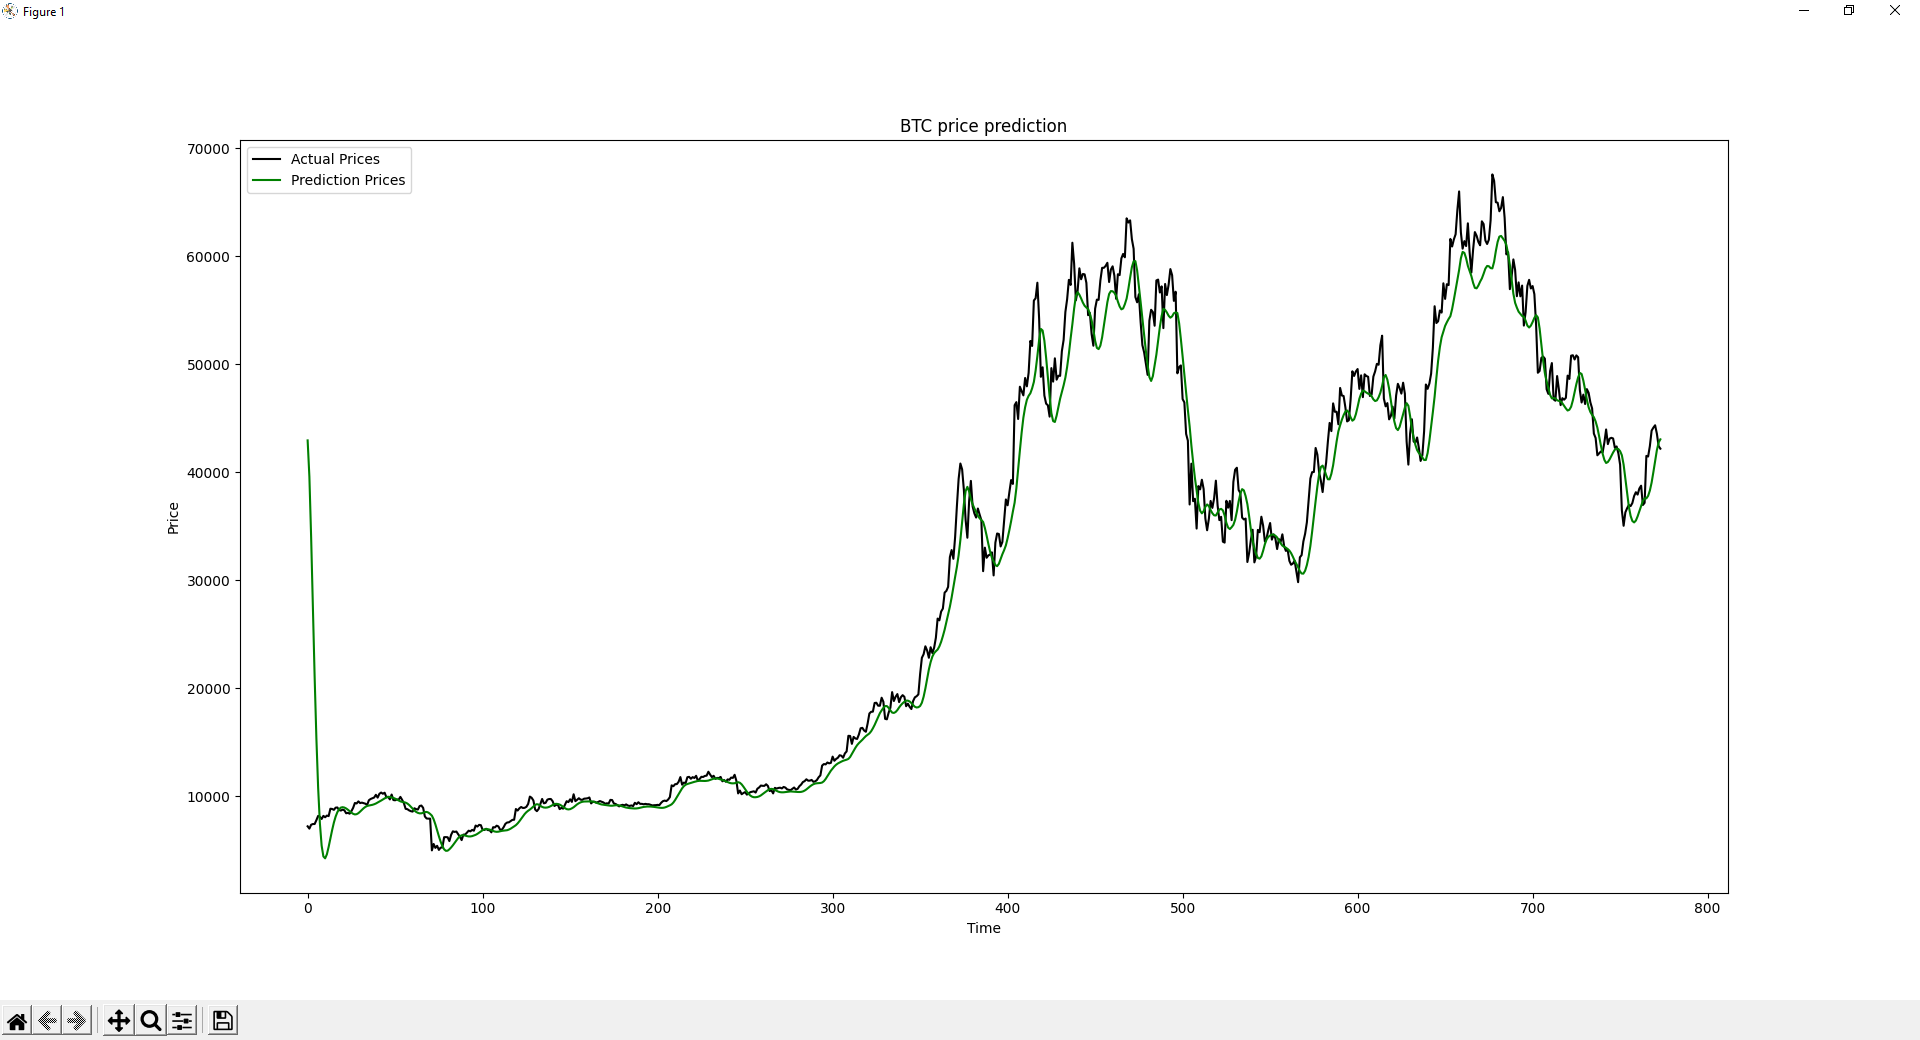 Figure 1
BTC price prediction
Actual Prices
Prediction Prices
70000
60000
50000
40000
30000
20000
10000
Price
0 100 200 300 400 500 600 700 800
Time